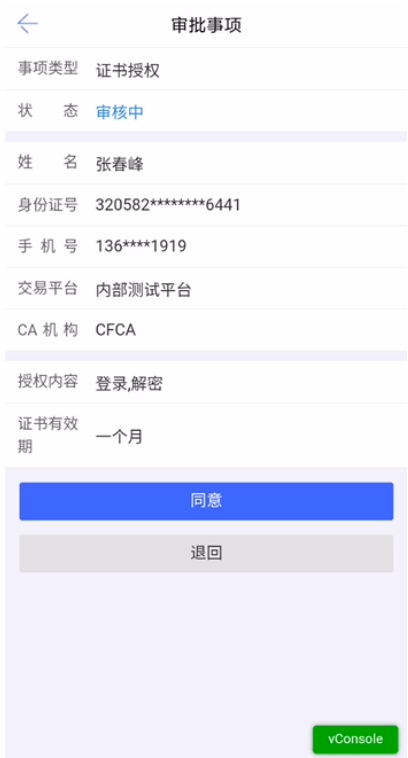 审批事项
事项类型 证书授权
状 态 审核中
姓 名 张春峰
身份证号 320582********6441
手 机 号 136****1919
交易平台 内部测试平台
CA 机 构 CFCA
授权内容 登录,解密
证书有效
期 一个月
同意
退回
vConsole